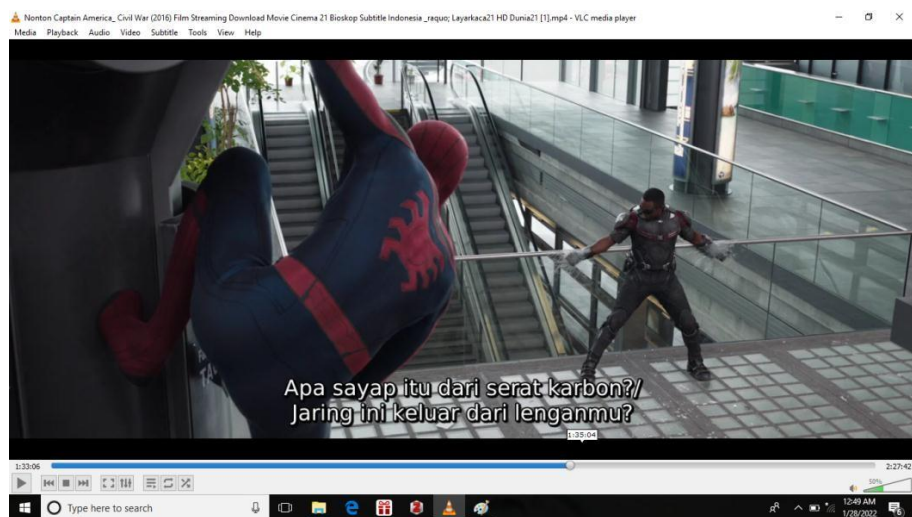 Nonton Captain America_ Civil War (2016) Film Streaming Download Movie Cinema 21 Bioskop Subtitle Indonesia _raquo; Layarkaca21 HD Dunia21 [1].mp4 - VLC media player
Media Playback Audio Video Subtitle Tools View Help
Apa sayap itu dari serat karbon?/
Jaring ini keluar dari lenganmu?
1:35:04
1:33:06 2:27:42
50%
Type here to search
12:49 AM
1/28/2022
6